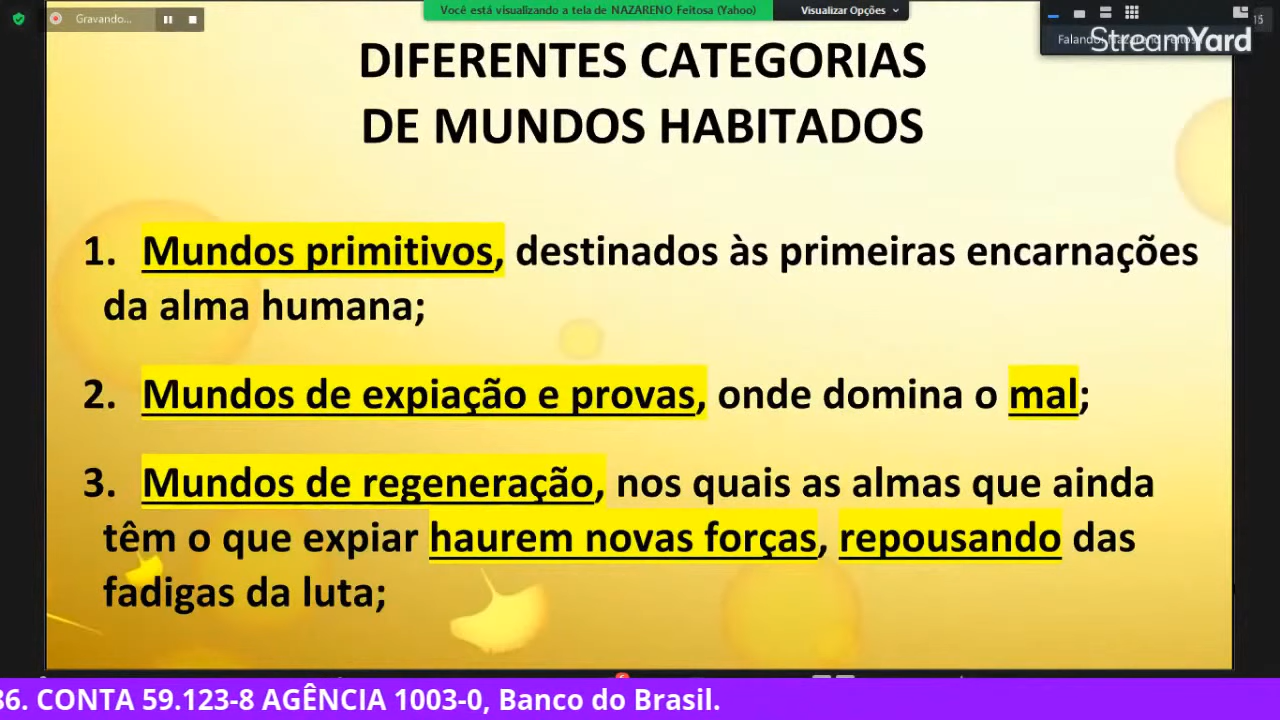 Gravando...
Você está visualizando a tela de NAZARENO Feitosa (Yahoo)
Visualizar Opções
15
StreamYard
DIFERENTES CATEGORIAS
DE MUNDOS HABITADOS
1. Mundos primitivos, destinados às primeiras encarnações
da alma humana;
2. Mundos de expiação e provas, onde domina o mal;
3. Mundos de regeneração, nos quais as almas que ainda
têm o que expiar haurem novas forças, repousando das
fadigas da luta;
36. CONTA 59.123-8 AGÊNCIA 1003-0, Banco do Brasil.